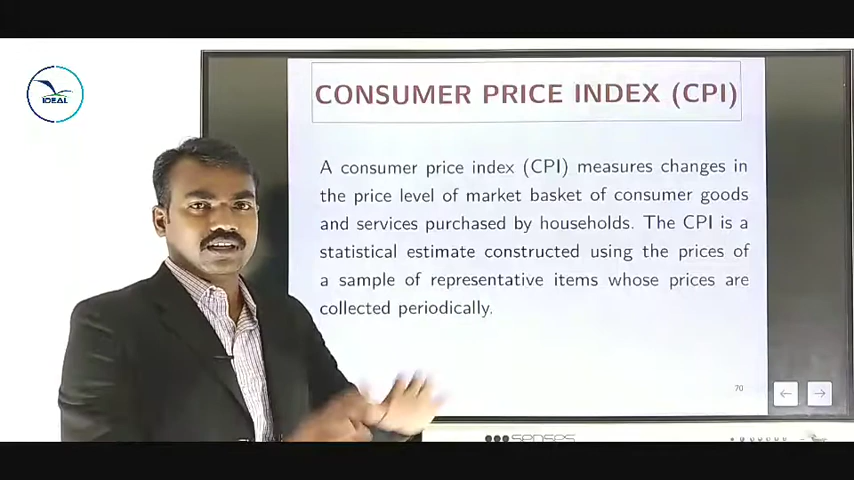 IDEAL
CONSUMER PRICE INDEX (CPI)
A consumer price index (CPI) measures changes in
the price level of market basket of consumer goods
and services purchased by households. The CPI is a
statistical estimate constructed using the prices of
a sample of representative items whose prices are
collected periodically.
70